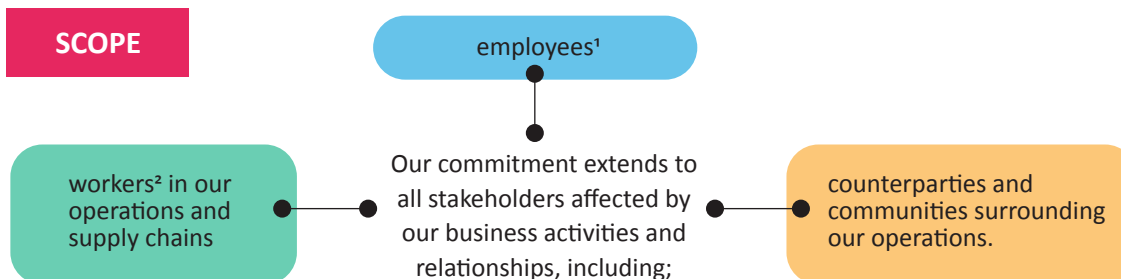 SCOPE
employees¹
Our commitment extends to
all stakeholders affected by
our business activities and
relationships, including;
workers² in our
operations and
supply chains
counterparties and
communities surrounding
our operations.